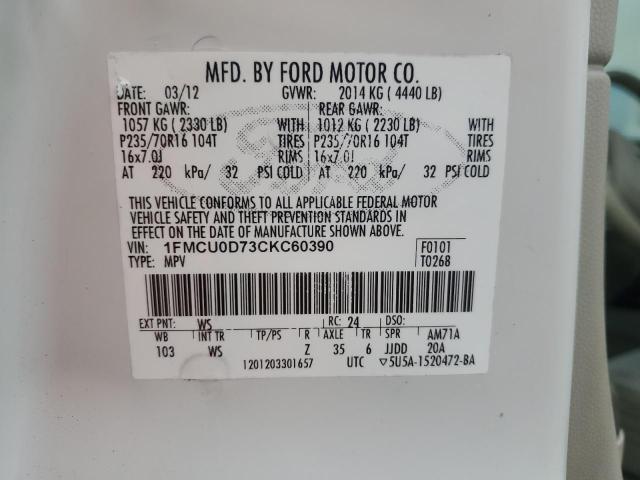 MFD. BY FORD MOTOR CO.
DATE: 03/12 GVWR: 2014 KG ( 4440 LB)
FRONT GAWR: REAR GAWR:
1057 KG ( 2330 LB) WITH 1012 KG ( 2230 LB) WITH
P235/70R16 104T TIRES P235/70R16 104T TIRES
16x7.0J RIMS 16x7.0J RIMS
AT 220 kPa/ 32 PSI COLD AT 220 kPa/ 32 PSI COLD
THIS VEHICLE CONFORMS TO ALL APPLICABLE FEDERAL MOTOR
VEHICLE SAFETY AND THEFT PREVENTION STANDARDS IN
EFFECT ON THE DATE OF MANUFACTURE SHOWN ABOVE.
VIN: 1FMCU0D73CKC60390 F0101
TYPE: MPV T0268
EXT PNT: WS RC: 24 DSO:
WB INT TR TP/PS R AXLE TR SPR AM71A
103 WS Z 35 6 JJDD 20A
1201203301657 UTC ▽5U5A-1520472-BA